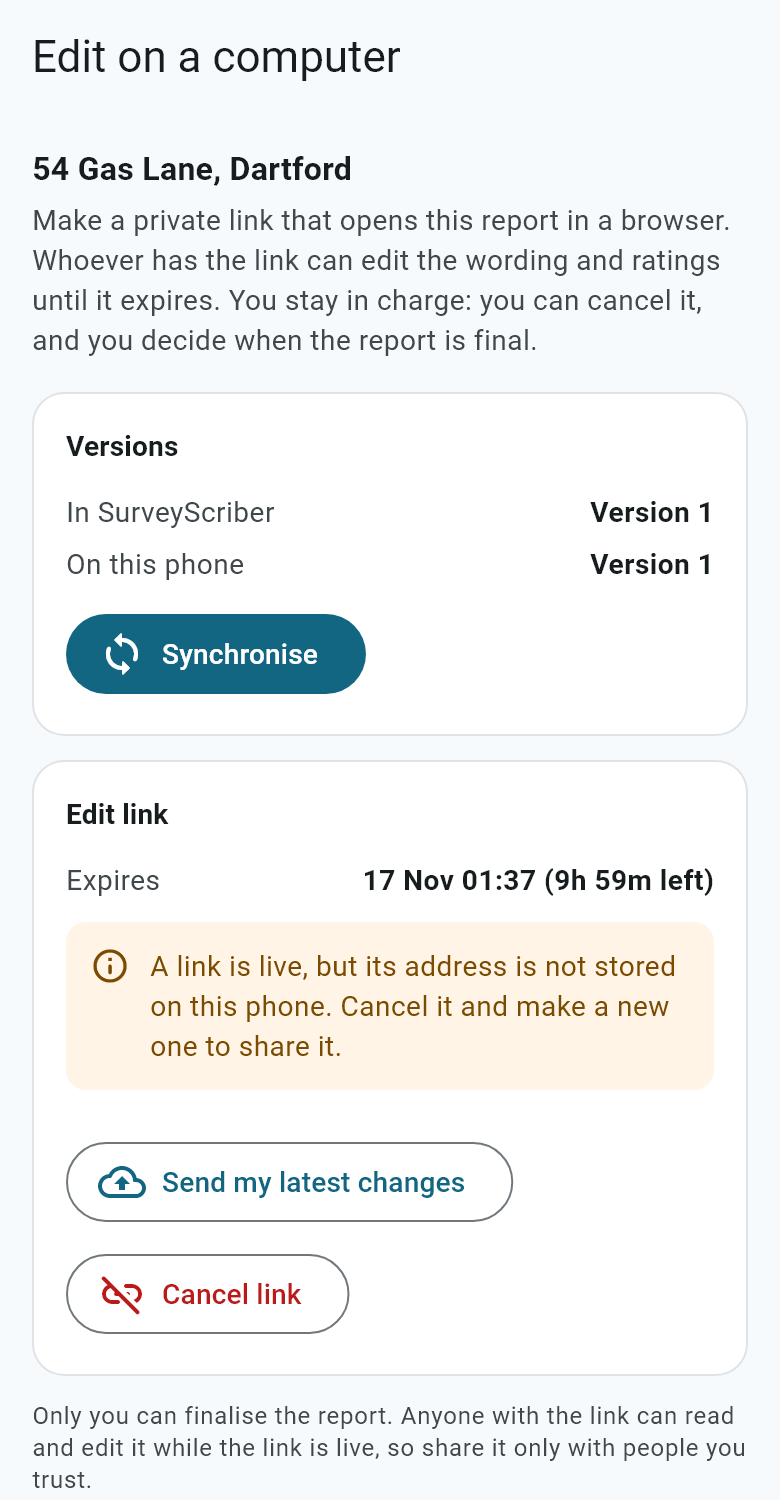 Edit on a computer
54 Gas Lane, Dartford
Make a private link that opens this report in a browser.
Whoever has the link can edit the wording and ratings
until it expires. You stay in charge: you can cancel it,
and you decide when the report is final.
Versions
In SurveyScriber Version 1
On this phone Version 1
Synchronise
Edit link
Expires 17 Nov 01:37 (9h 59m left)
A link is live, but its address is not stored
on this phone. Cancel it and make a new
one to share it.
Send my latest changes
Cancel link
Only you can finalise the report. Anyone with the link can read
and edit it while the link is live, so share it only with people you
trust.